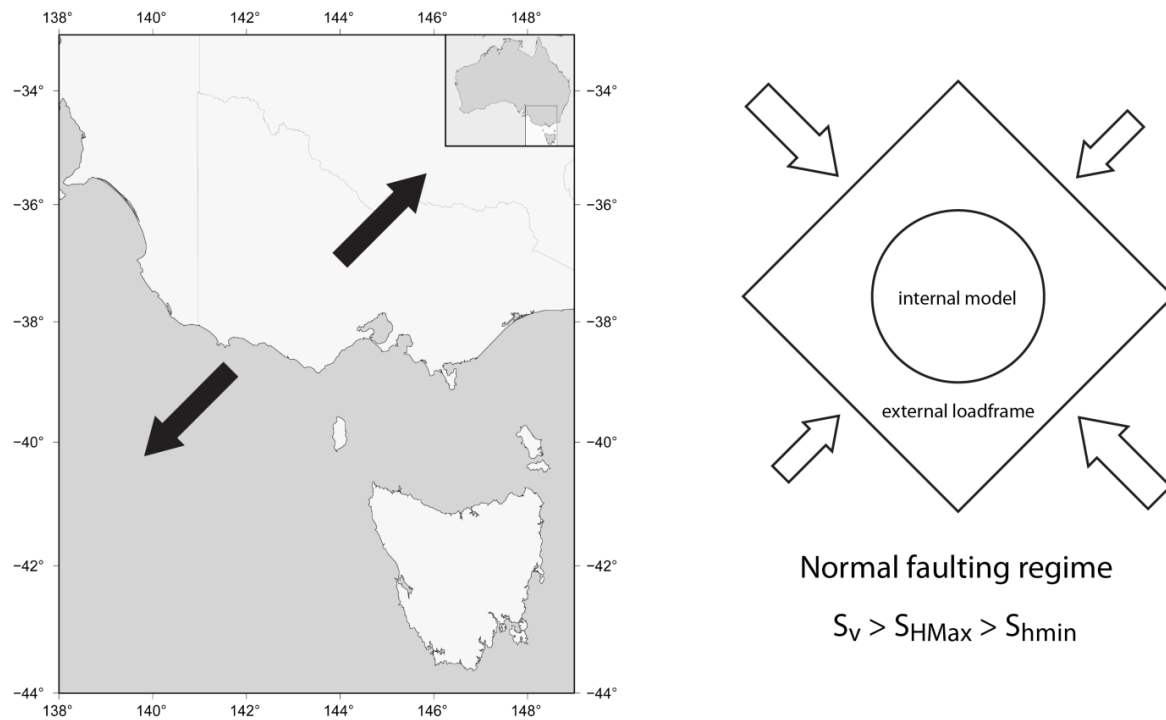 138° 140° 142° 144° 146° 148°
−34° −34°
−36° −36°
−38° −38°
−40° −40°
−42° −42°
−44° −44°
138° 140° 142° 144° 146° 148°
internal model
external loadframe
Normal faulting regime
Sv > SHMax > Shmin